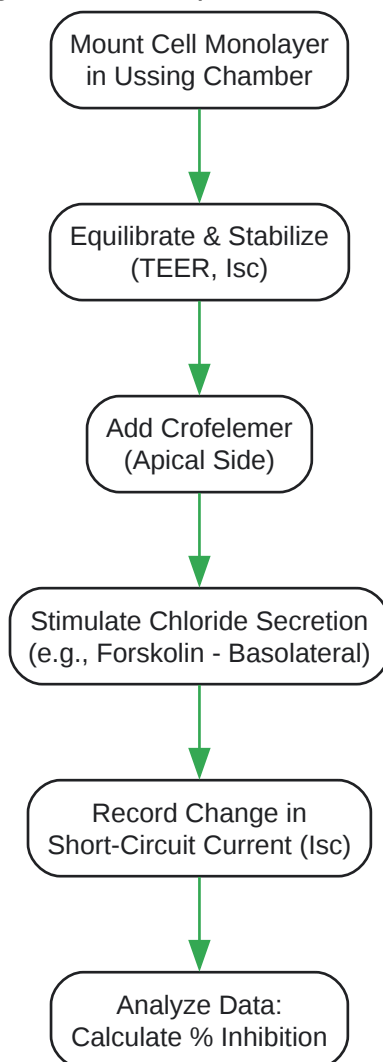 Mount Cell Monolayer
in Ussing Chamber
Equilibrate & Stabilize
(TEER, Isc)
Add Crofelemer
(Apical Side)
Stimulate Chloride Secretion
(e.g., Forskolin - Basolateral)
Record Change in
Short-Circuit Current (Isc)
Analyze Data:
Calculate % Inhibition